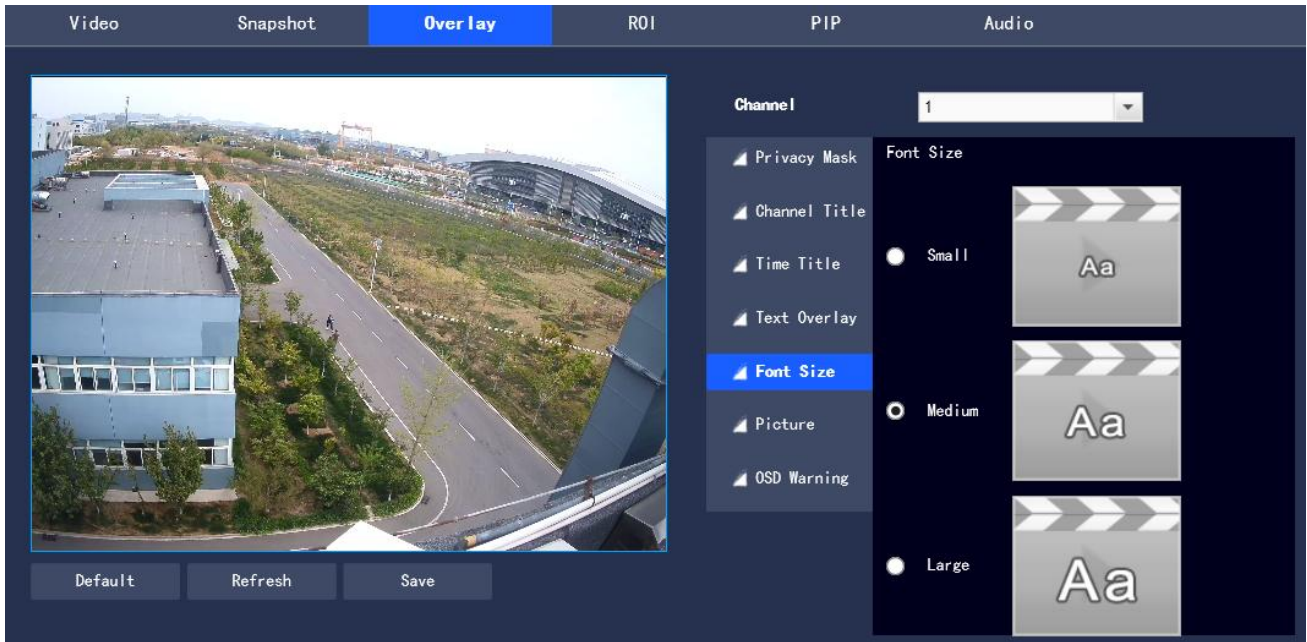 Video Snapshot Overlay ROI PIP Audio
Channel 1
Privacy Mask
Channel Title
Time Title
Text Overlay
Font Size
Picture
OSD Warning
Font Size
Small Aa
Medium Aa
Large Aa
Default Refresh Save